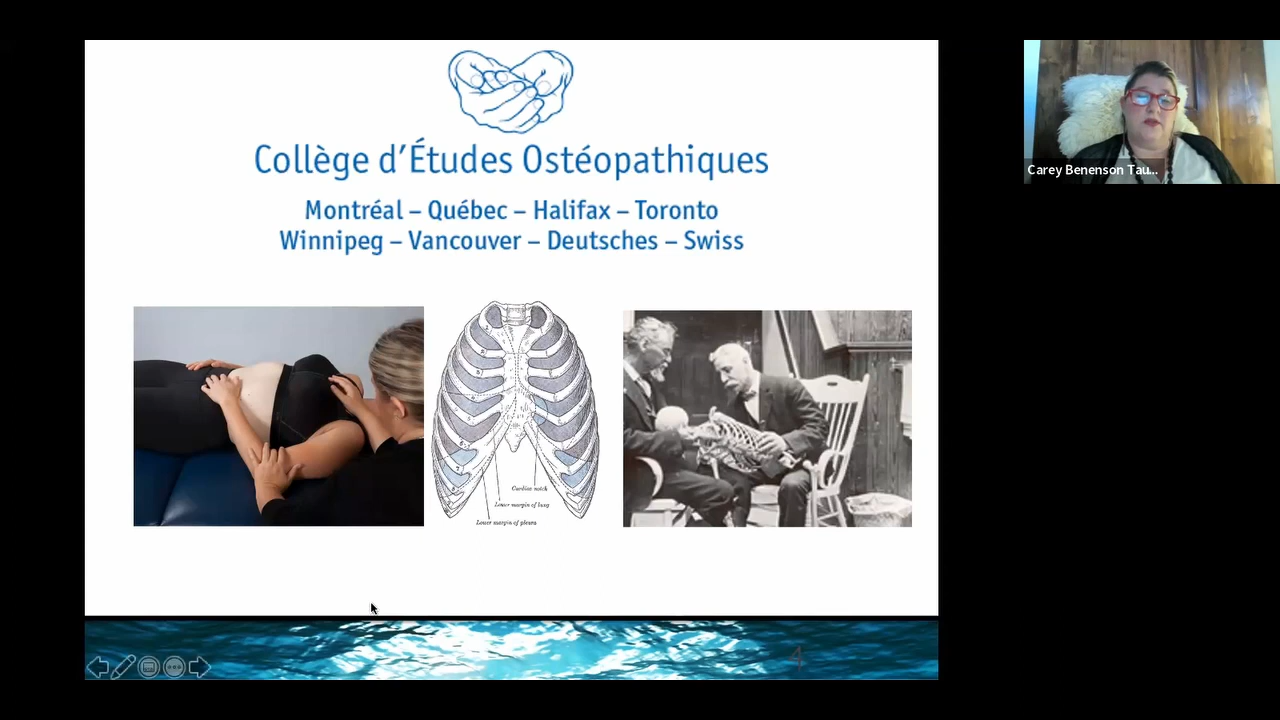 Collège d'Études Ostéopathiques
Montréal – Québec – Halifax – Toronto
Winnipeg – Vancouver – Deutsches – Swiss
Carey Benenson Tau...
Cardiac notch
Lower margin of lung
Lower margin of pleura
4